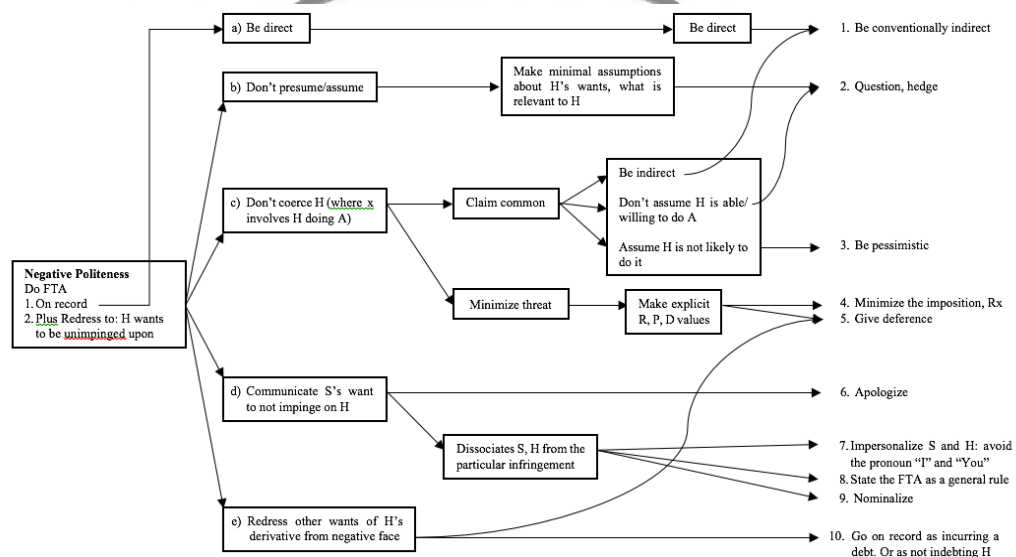 a) Be direct
Be direct
1. Be conventionally indirect
b) Don't presume/assume
Make minimal assumptions
about H's wants, what is
relevant to H
2. Question, hedge
c) Don't coerce H (where x
involves H doing A)
Claim common
Be indirect
Don't assume H is able/
willing to do A
Assume H is not likely to
do it
3. Be pessimistic
Negative Politeness
Do FTA
1. On record
2. Plus Redress to: H wants
to be unimpinged upon
Minimize threat
Make explicit
R, P, D values
4. Minimize the imposition, Rx
5. Give deference
d) Communicate S's want
to not impinge on H
6. Apologize
Dissociates S, H from the
particular infringement
7. Impersonalize S and H: avoid
the pronoun “I” and “You”
8. State the FTA as a general rule
9. Nominalize
e) Redress other wants of H's
derivative from negative face
10. Go on record as incurring a
debt. Or as not indebting H